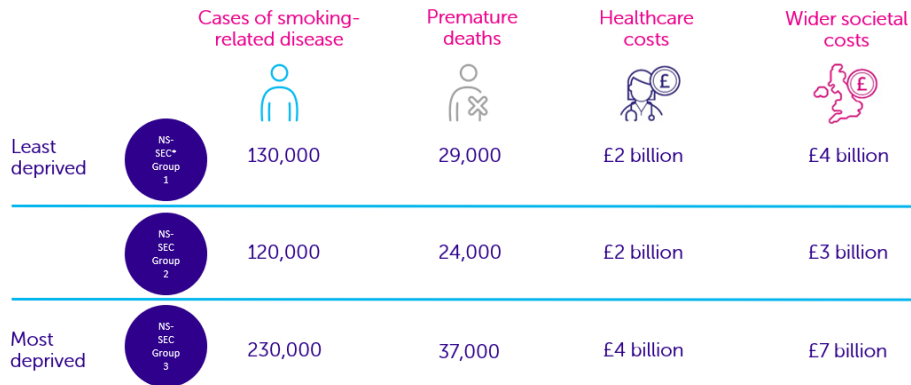 Cases of smoking-
related disease
Premature
deaths
Healthcare
costs
Wider societal
costs
£
£
Least
deprived
NS-
SEC*
Group
1
130,000
29,000
£2 billion
£4 billion
NS-
SEC
Group
2
120,000
24,000
£2 billion
£3 billion
Most
deprived
NS-
SEC
Group
3
230,000
37,000
£4 billion
£7 billion